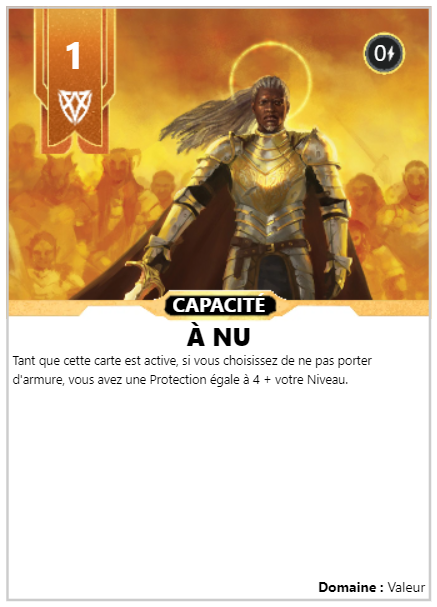 1
0
CAPACITÉ
À NU
Tant que cette carte est active, si vous choisissez de ne pas porter
d'armure, vous avez une Protection égale à 4 + votre Niveau.
Domaine : Valeur